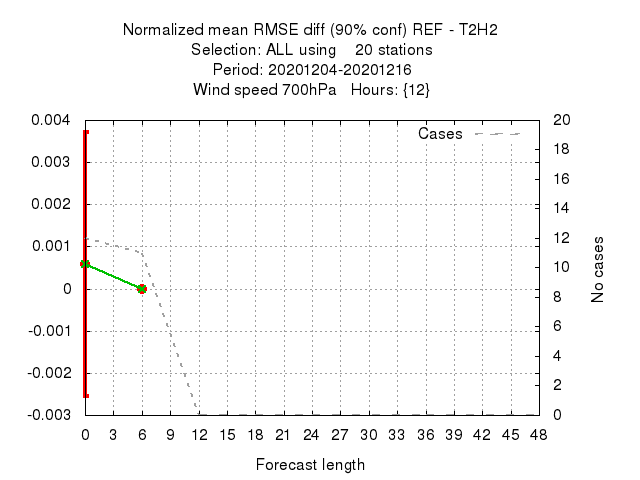 Normalized mean RMSE diff (90% conf) REF - T2H2
Selection: ALL using    20 stations
Period: 20201204-20201216
Wind speed 700hPa   Hours: {12}
Cases
0.004
0.003
0.002
0.001
0
-0.001
-0.002
-0.003
20
18
16
14
12
10
8
6
4
2
0
No cases
0 3 6 9 12 15 18 21 24 27 30 33 36 39 42 45 48
Forecast length